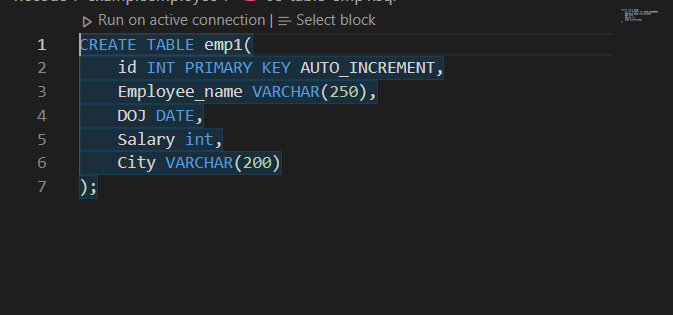 Run on active connection | Select block
1 CREATE TABLE emp1(
2 id INT PRIMARY KEY AUTO_INCREMENT,
3 Employee_name VARCHAR(250),
4 DOJ DATE,
5 Salary int,
6 City VARCHAR(200)
7 );